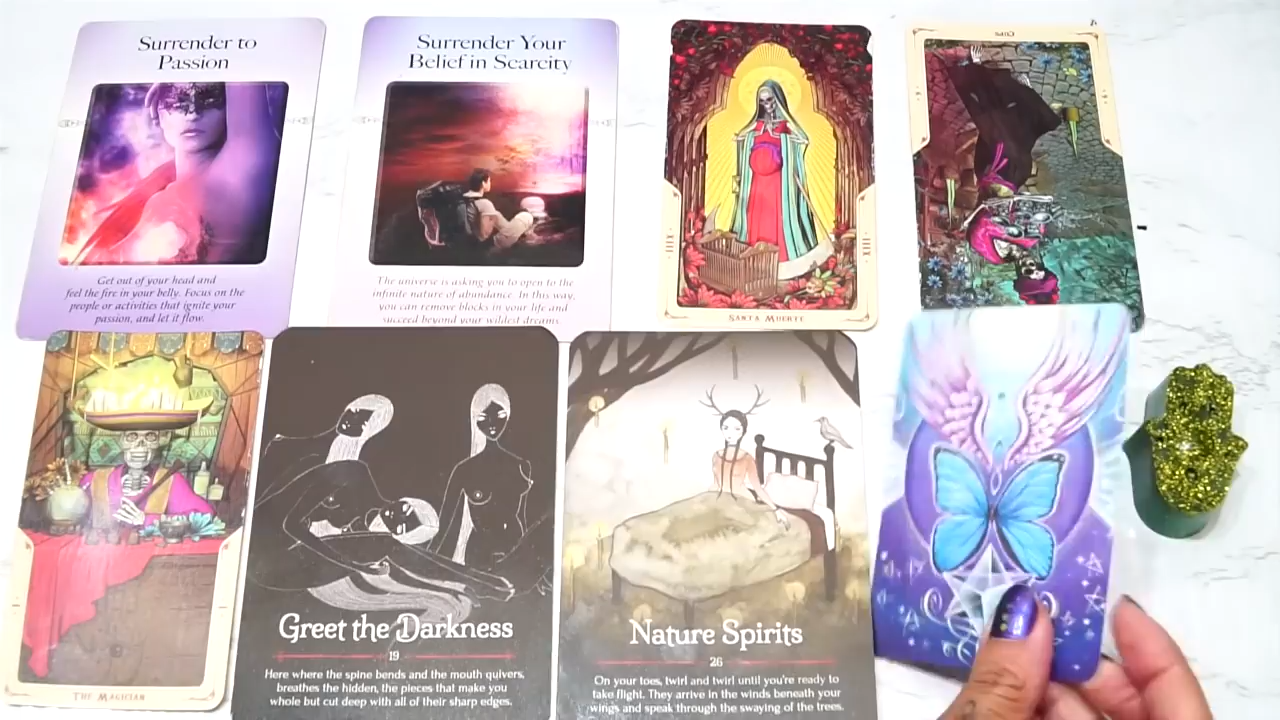 Surrender to
Passion
Get out of your head and
feel the fire in your belly. Focus on the
people or activities that ignite your
passion, and let it flow.
Surrender Your
Belief in Scarcity
The universe is asking you to open to the
infinite nature of abundance. In this way,
you can remove blocks in your life and
succeed beyond your wildest dreams.
XIII
XIII
SANTA MUERTE
CUPS
THE MAGICIAN
Greet the Darkness
19
Here where the spine bends and the mouth quivers,
breathes the hidden, the pieces that make you
whole but cut deep with all of their sharp edges.
Nature Spirits
26
On your toes, twirl and twirl until you're ready to
take flight. They arrive in the winds beneath your
wings and speak through the swaying of the trees.